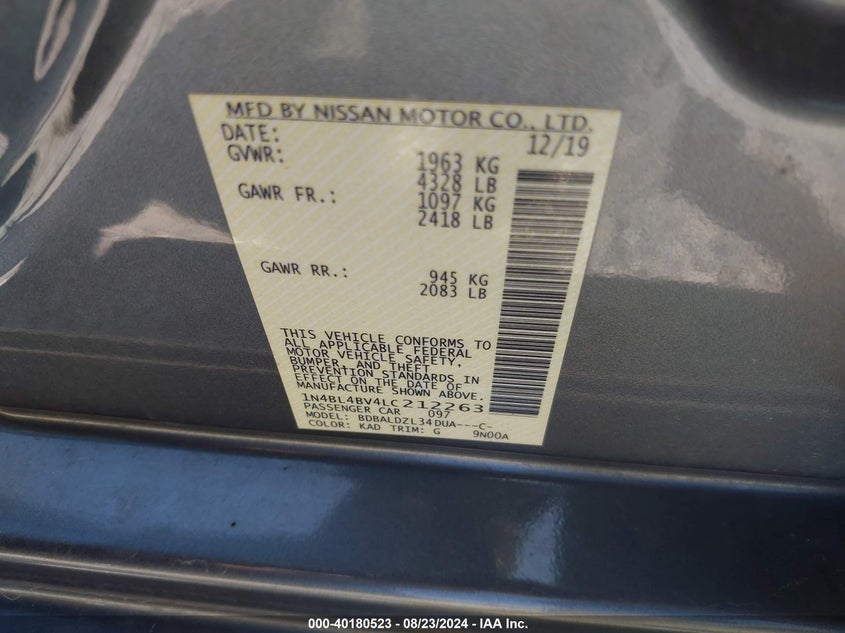 MFD BY NISSAN MOTOR CO., LTD.
DATE: 12/19
GVWR: 1963 KG
4328 LB
GAWR FR.: 1097 KG
2418 LB
GAWR RR.: 945 KG
2083 LB
THIS VEHICLE CONFORMS TO
ALL APPLICABLE FEDERAL
MOTOR VEHICLE SAFETY,
BUMPER, AND THEFT
PREVENTION STANDARDS IN
EFFECT ON THE DATE OF
MANUFACTURE SHOWN ABOVE.
1N4BL4BV4LC212263
PASSENGER CAR 097
MODEL: BDBALDZL34DUA---C-
COLOR: KAD TRIM: G 9N00A
000-40180523 - 08/23/2024 - IAA Inc.